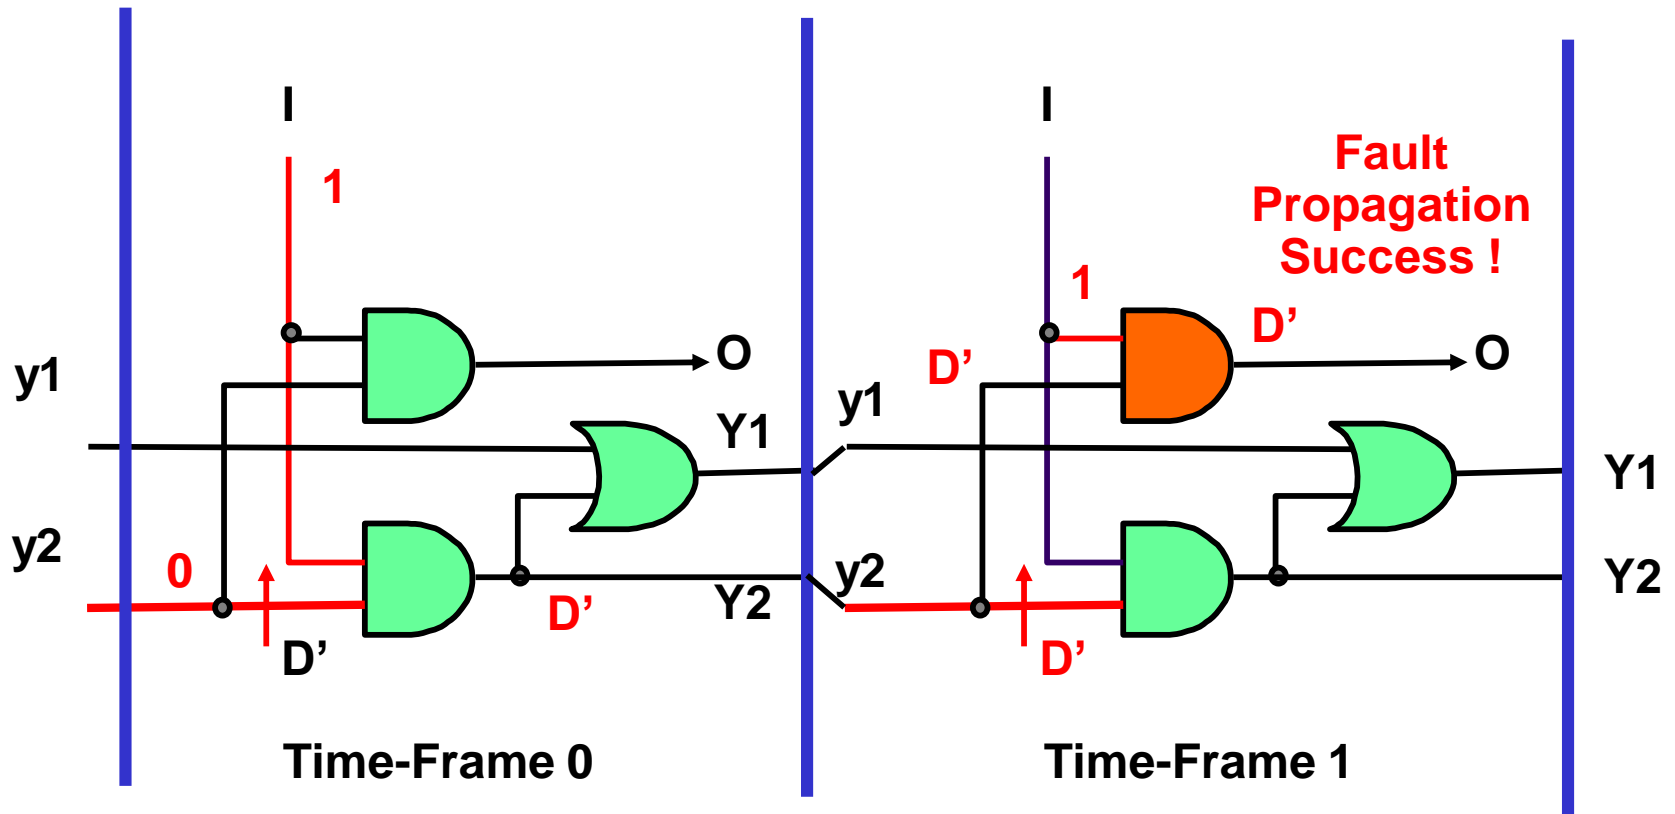 I
I
1
Fault
Propagation
Success !
1
D’
O
D’
O
y1
y1
Y1
Y1
y2
0
y2
D’
Y2
Y2
D’
D’
Time-Frame 0
Time-Frame 1